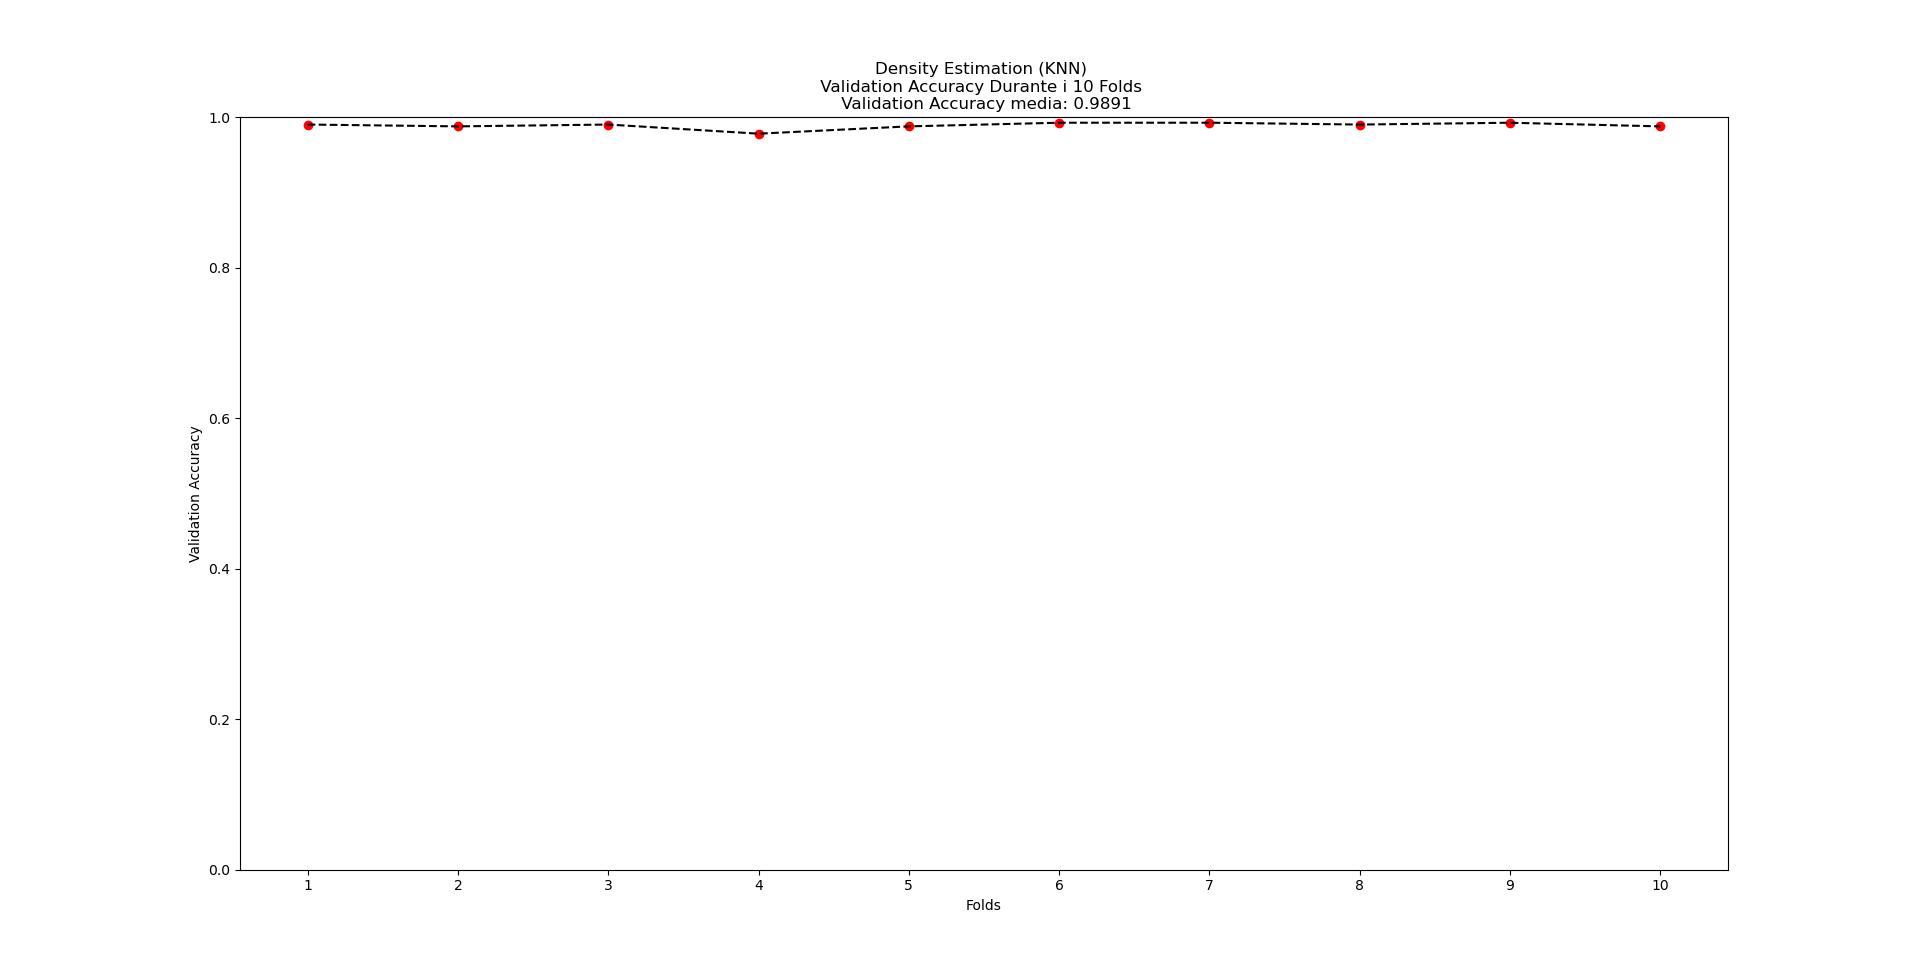 Density Estimation (KNN)
Validation Accuracy Durante i 10 Folds
Validation Accuracy media: 0.9891
1.0
0.8
0.6
0.4
0.2
0.0
Validation Accuracy
1 2 3 4 5 6 7 8 9 10
Folds